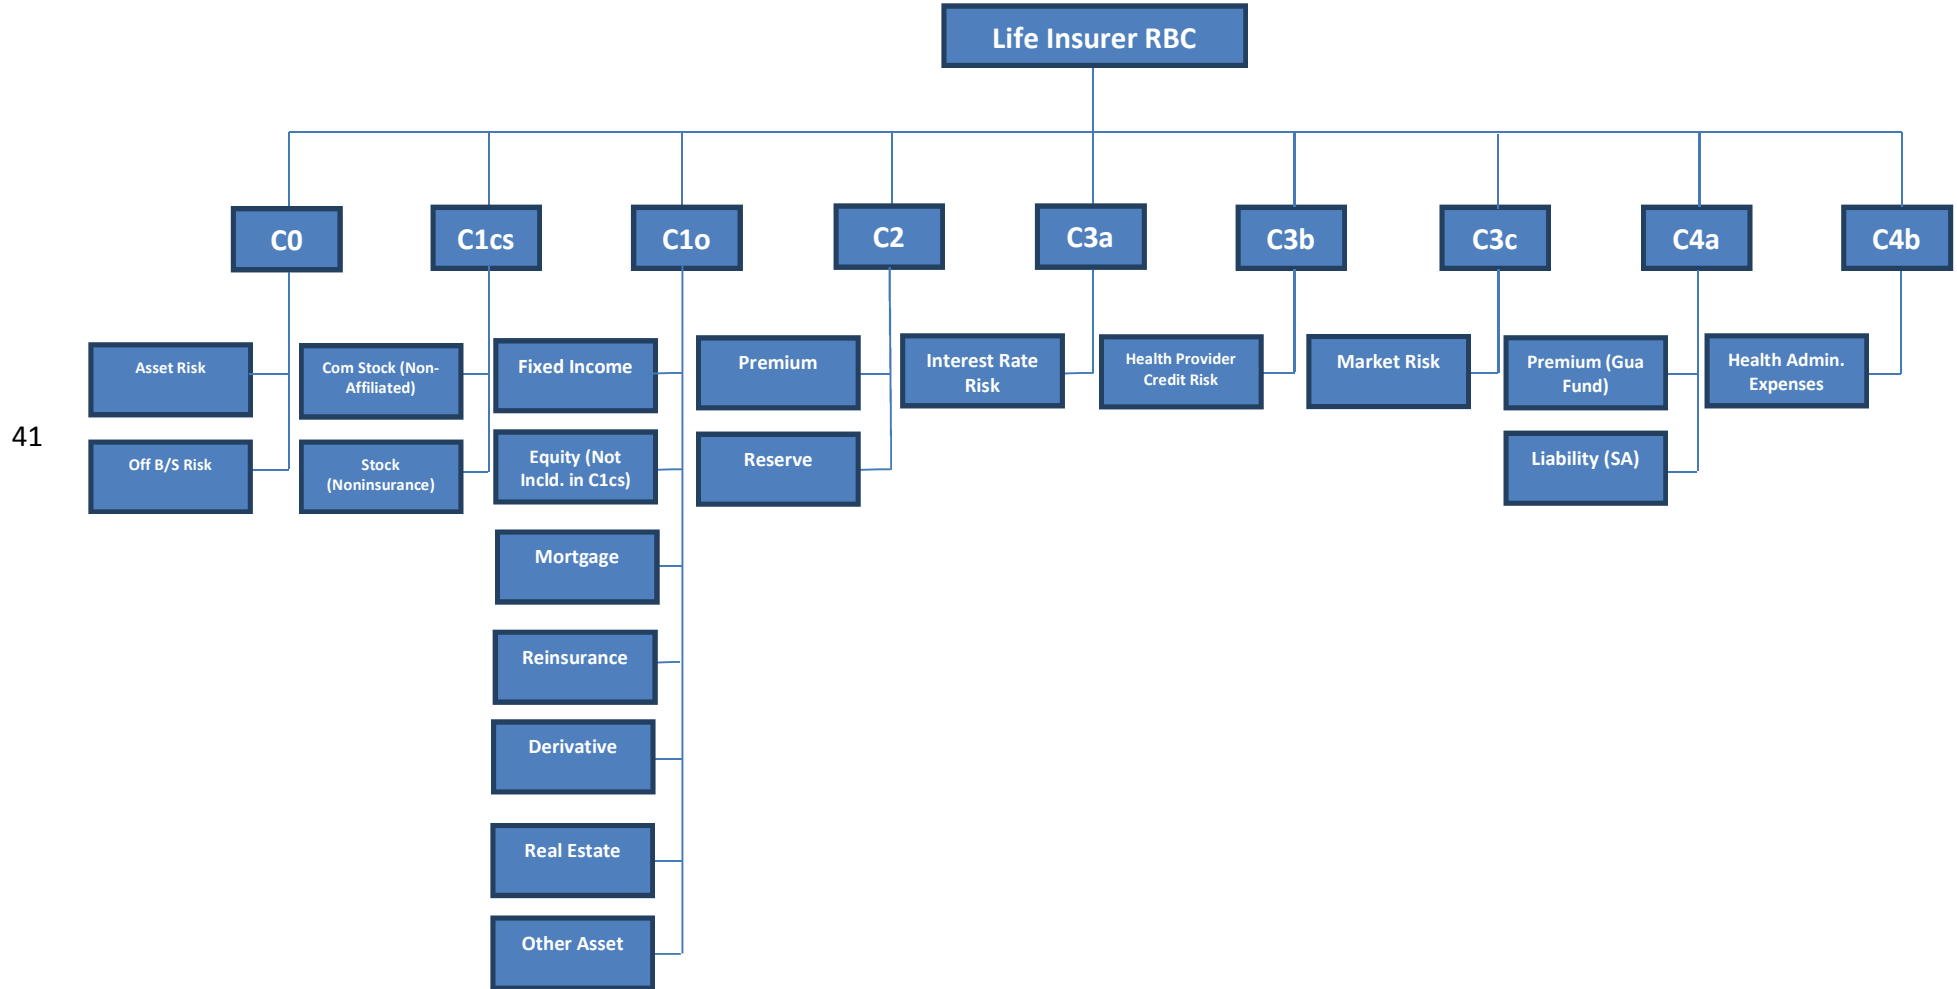 Life Insurer RBC
C0
C1cs
C1o
C2
C3a
C3b
C3c
C4a
C4b
Asset Risk
Off B/S Risk
Com Stock (Non-
Affiliated)
Stock
(Noninsurance)
Fixed Income
Equity (Not
Incld. in C1cs)
Mortgage
Reinsurance
Derivative
Real Estate
Other Asset
Premium
Reserve
Interest Rate
Risk
Health Provider
Credit Risk
Market Risk
Premium (Gua
Fund)
Liability (SA)
Health Admin.
Expenses
41